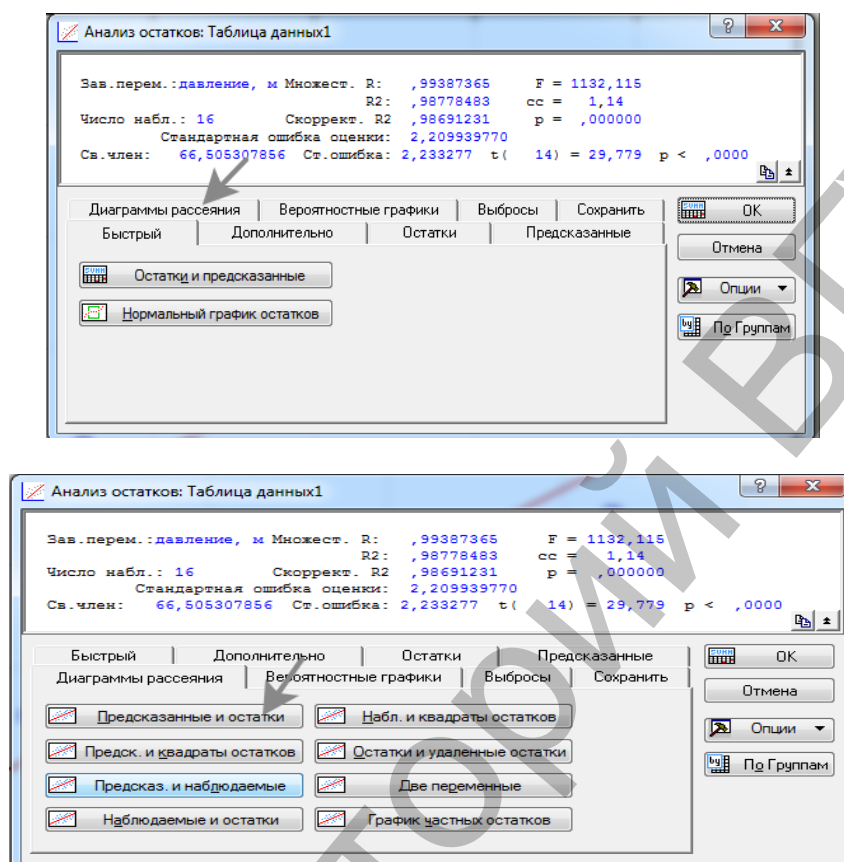 Анализ остатков: Таблица данных1
Зав.перем.:давление, м Множест. R: ,99387365 F = 1132,115
R2: ,98778483 сс = 1,14
Число набл.: 16 Скоррект. R2 ,98691231 p = ,000000
Стандартная ошибка оценки: 2,209939770
Св.член: 66,505307856 Ст.ошибка: 2,233277 t( 14) = 29,779 p < ,0000
Диаграммы рассеяния Вероятностные графики Выбросы Сохранить
Быстрый Дополнительно Остатки Предсказанные
Остатки и предсказанные
Нормальный график остатков
OK
Отмена
Опции
По Группам
Анализ остатков: Таблица данных1
Зав.перем.:давление, м Множест. R: ,99387365 F = 1132,115
R2: ,98778483 сс = 1,14
Число набл.: 16 Скоррект. R2 ,98691231 p = ,000000
Стандартная ошибка оценки: 2,209939770
Св.член: 66,505307856 Ст.ошибка: 2,233277 t( 14) = 29,779 p < ,0000
Быстрый Дополнительно Остатки Предсказанные
Диаграммы рассеяния Вероятностные графики Выбросы Сохранить
Предсказанные и остатки Набл. и квадраты остатков
Предск. и квадраты остатков Остатки и удаленные остатки
Предсказ. и наблюдаемые Две переменные
Наблюдаемые и остатки График частных остатков
OK
Отмена
Опции
По Группам